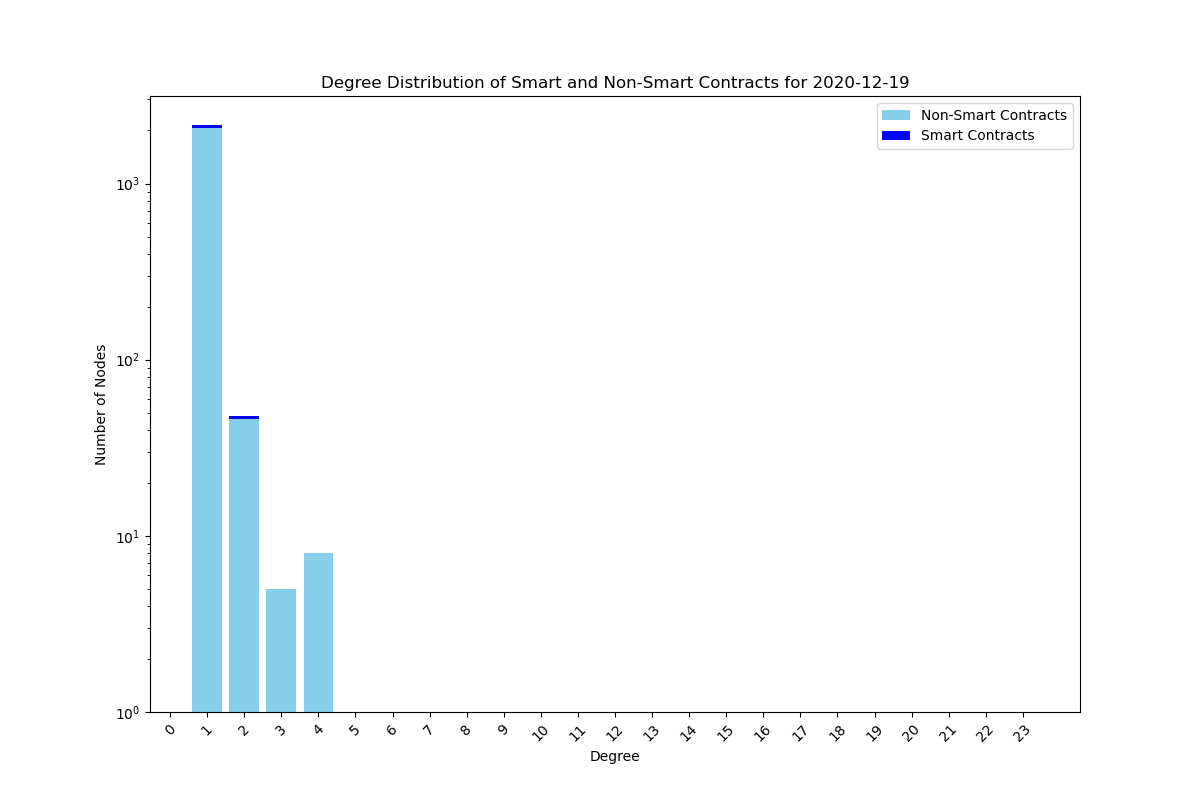 Degree Distribution of Smart and Non-Smart Contracts for 2020-12-19
Non-Smart Contracts
Smart Contracts
Number of Nodes
10³
10²
10¹
10⁰
0 1 2 3 4 5 6 7 8 9 10 11 12 13 14 15 16 17 18 19 20 21 22 23
Degree